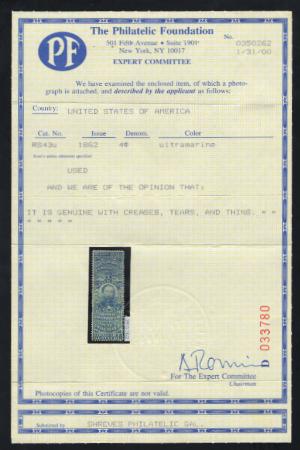 The Philatelic Foundation
501 Fifth Avenue • Suite 1901
New York, NY 10017
EXPERT COMMITTEE
No.
0350262
1/31/00
PF
We have examined the enclosed item, of which a photo-
graph is attached, and described by the applicant as follows:
Country: UNITED STATES OF AMERICA
Cat. No. Issue Denom. Color
RS43u 1862 4¢ ultramarine
USED
AND WE ARE OF THE OPINION THAT:
IT IS GENUINE WITH CREASES, TEARS, AND THINS. * *
* * * * *
D 033780
For The Expert Committee
Chairman
Photocopies of this Certificate are not valid.
Submitted by SHREVES PHILATELIC GAL.